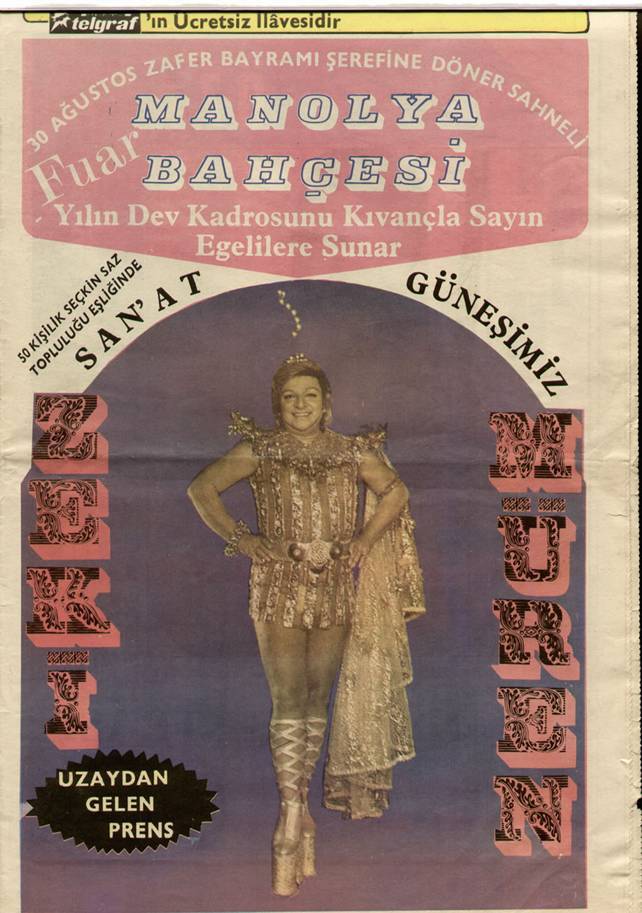 telgraf 'ın Ücretsiz İlâvesidir
30 AĞUSTOS ZAFER BAYRAMI ŞEREFİNE DÖNER SAHNELİ
Fuar
MANOLYA
BAHÇESİ
Yılın Dev Kadrosunu Kıvançla Sayın
Egelilere Sunar
50 KİŞİLİK SEÇKİN SAZ
TOPLULUĞU EŞLİĞİNDE
SAN'AT GÜNEŞİMİZ
ZEKİ
MÜREN
UZAYDAN
GELEN
PRENS